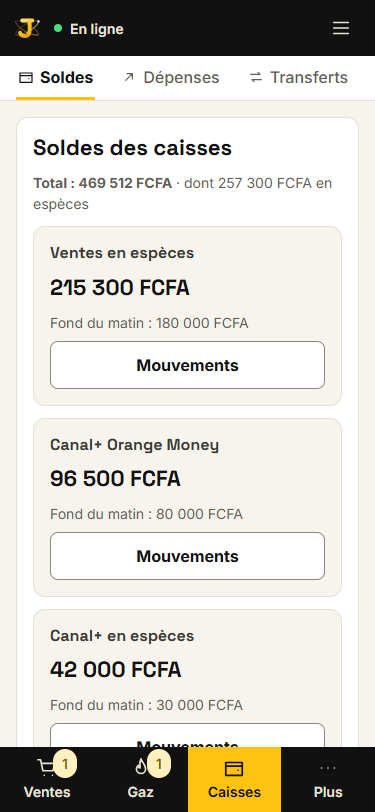 J
En ligne
Soldes
Dépenses
Transferts
Soldes des caisses
Total : 469 512 FCFA · dont 257 300 FCFA en
espèces
Ventes en espèces
215 300 FCFA
Fond du matin : 180 000 FCFA
Mouvements
Canal+ Orange Money
96 500 FCFA
Fond du matin : 80 000 FCFA
Mouvements
Canal+ en espèces
42 000 FCFA
Fond du matin : 30 000 FCFA
Mouvements
1
1
Ventes
Gaz
Caisses
Plus